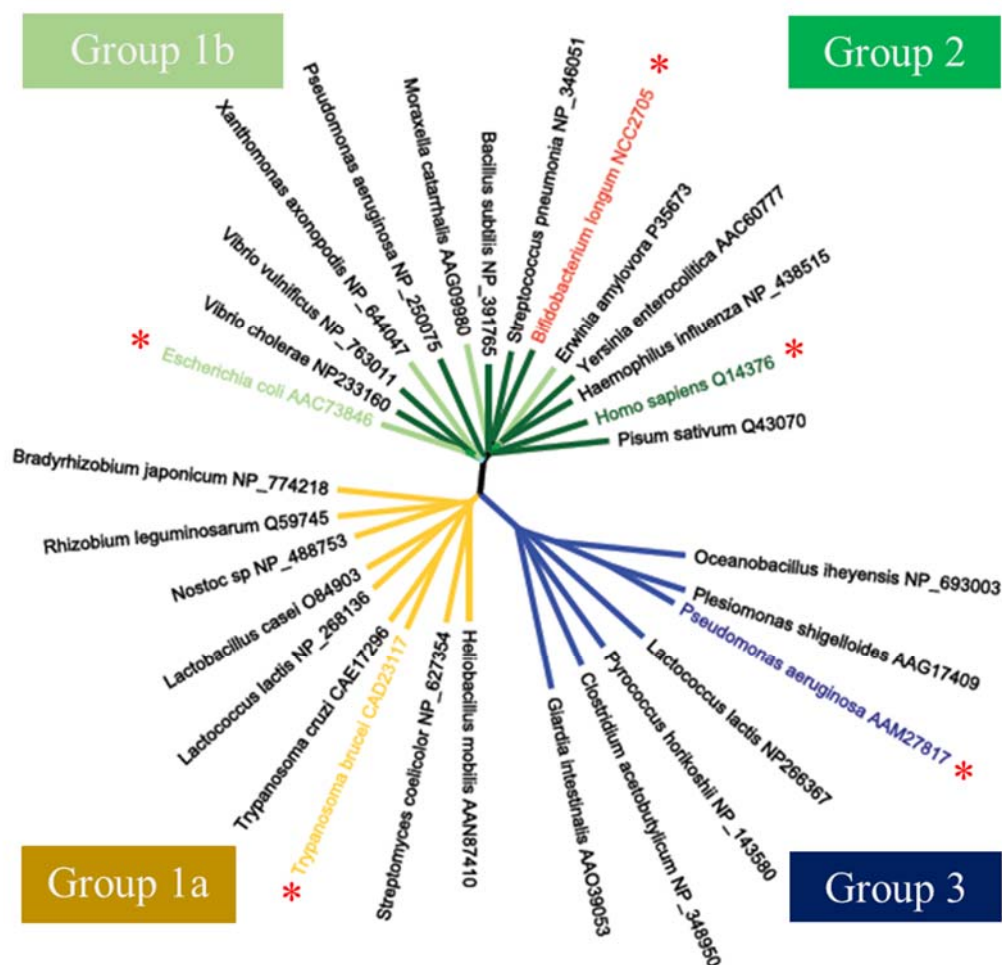 Group 1b
Group 2
Xanthomonas axonopodis NP_644047
Pseudomonas aeruginosa NP_250075
Moraxella catarrhalis AAG09980
Bacillus subtilis NP_391765
Streptococcus pneumonia NP_346051
Bifidobacterium longum NCC2705
*
Erwinia amylovora P35673
Yersinia enterocolitica AAC60777
Haemophilus influenza NP_438515
Homo sapiens Q14376
*
Pisum sativum Q43070
Vibrio vulnificus NP_763011
Vibrio cholerae NP233160
*
Escherichia coli AAC73846
Bradyrhizobium japonicum NP_774218
Rhizobium leguminosarum Q59745
Nostoc sp NP_488753
Lactobacillus casei O84903
Lactococcus lactis NP_268136
Trypanosoma cruzi CAE17296
*
Trypanosoma brucei CAD23117
Streptomyces coelicolor NP_627354
Heliobacillus mobilis AAN87410
Giardia intestinalis AAO39053
Clostridium acetobutylicum NP_348950
Pyrococcus horikoshii NP_143580
Lactococcus lactis NP266367
Pseudomonas aeruginosa AAM27817
*
Plesiomonas shigelloides AAG17409
Oceanobacillus iheyensis NP_693003
Group 1a
Group 3